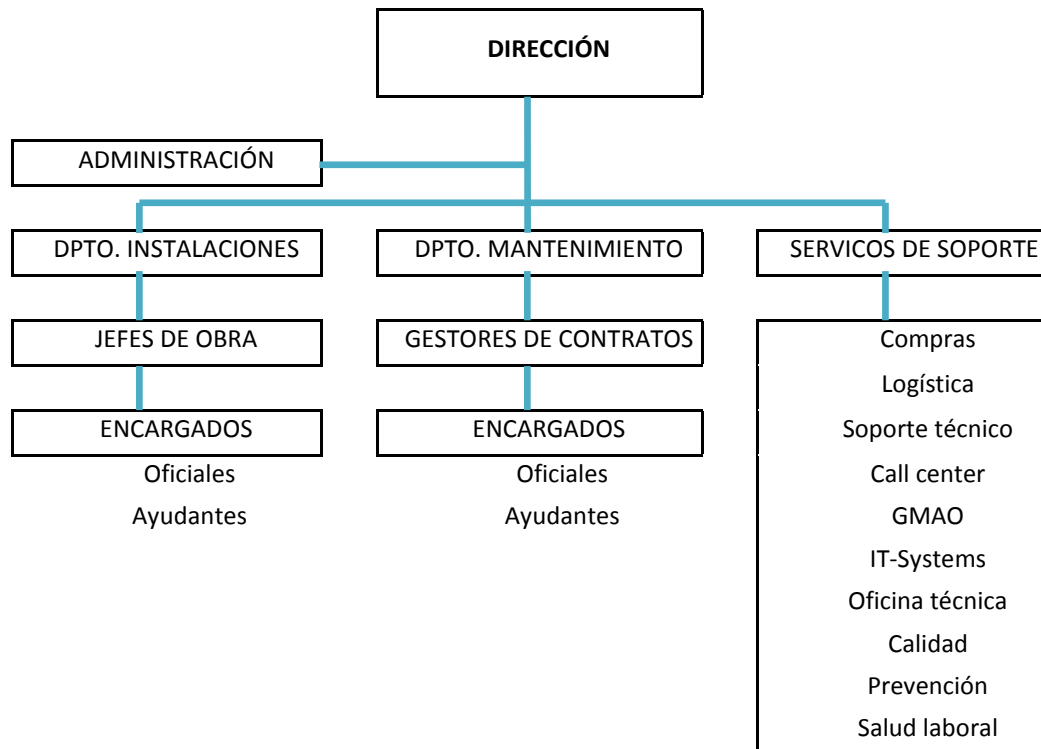 DIRECCIÓN
ADMINISTRACIÓN
DPTO. INSTALACIONES
DPTO. MANTENIMIENTO
SERVICOS DE SOPORTE
JEFES DE OBRA
GESTORES DE CONTRATOS
Compras
Logística
ENCARGADOS
ENCARGADOS
Soporte técnico
Oficiales
Oficiales
Call center
Ayudantes
Ayudantes
GMAO
IT-Systems
Oficina técnica
Calidad
Prevención
Salud laboral